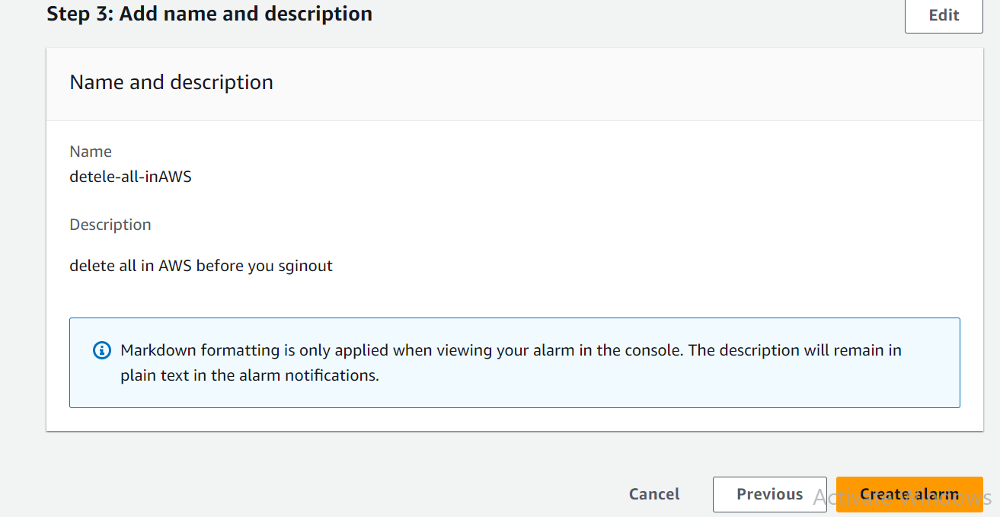 Step 3: Add name and description
Edit
Name and description
Name
detele-all-inAWS
Description
delete all in AWS before you sginout
Markdown formatting is only applied when viewing your alarm in the console. The description will remain in
plain text in the alarm notifications.
Cancel
Previous
Create alarm
Activate Windows